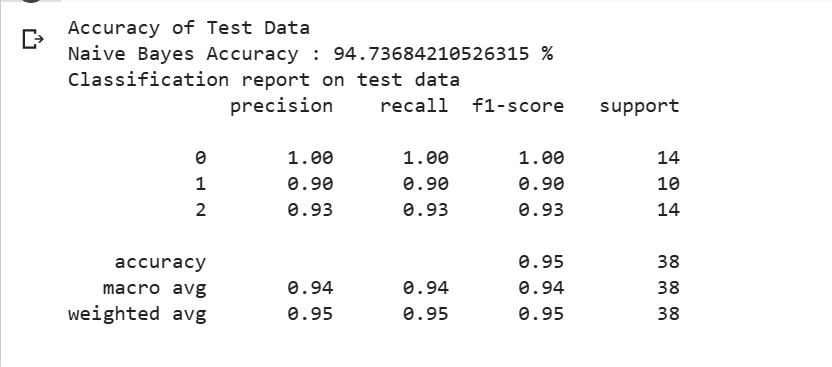 Accuracy of Test Data
Naive Bayes Accuracy : 94.73684210526315 %
Classification report on test data
precision recall f1-score support
0 1.00 1.00 1.00 14
1 0.90 0.90 0.90 10
2 0.93 0.93 0.93 14
accuracy 0.95 38
macro avg 0.94 0.94 0.94 38
weighted avg 0.95 0.95 0.95 38